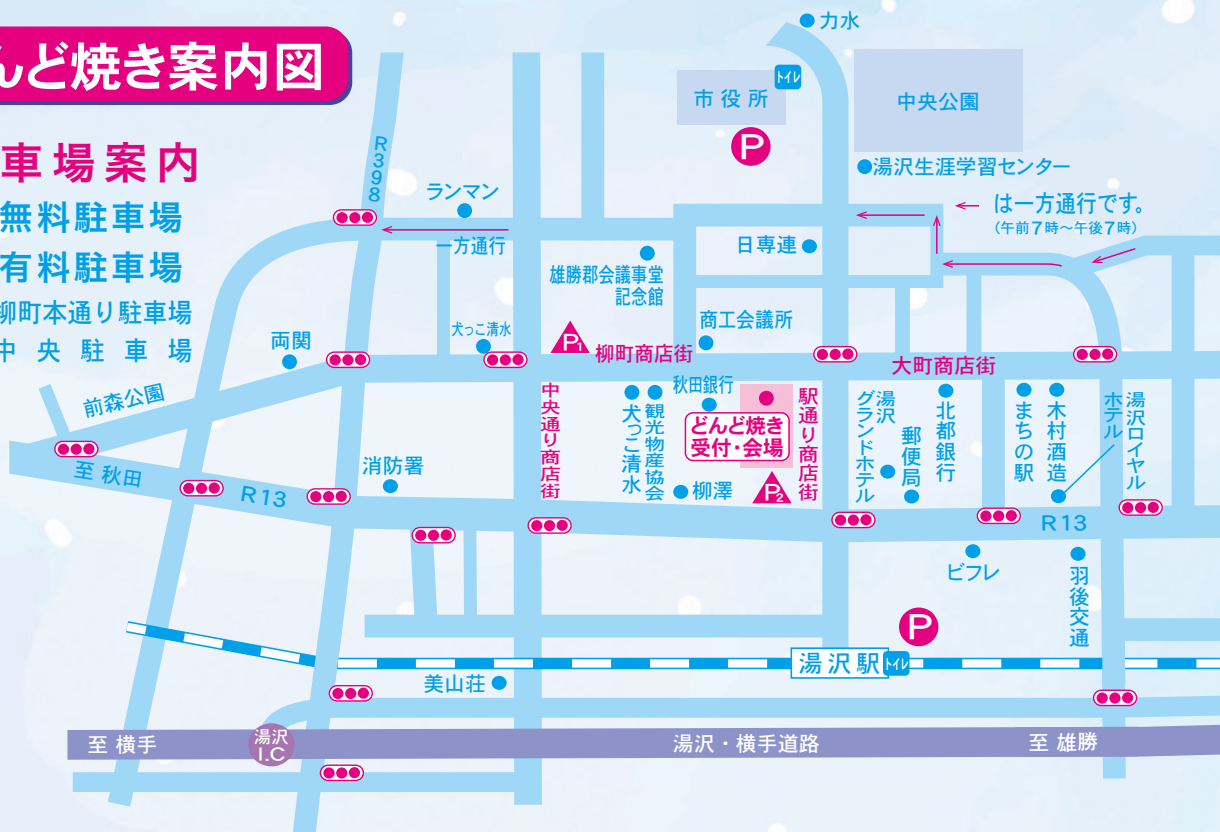 んど焼き案内図
車場案内
無料駐車場
有料駐車場
柳町本通り駐車場
中央駐車場
力水
トイレ
市役所
P
中央公園
湯沢生涯学習センター
は一方通行です。
(午前7時～午後7時)
R398
ランマン
一方通行
日専連
雄勝郡会議事堂
記念館
商工会議所
犬っこ清水
P1
柳町商店街
大町商店街
両関
前森公園
至 秋田
R13
消防署
中央通り商店街
犬っこ清水
観光物産協会
秋田銀行
どんど焼き
受付・会場
柳澤
P2
駅通り商店街
湯沢
グランドホテル
郵便局
北都銀行
まちの駅
木村酒造
湯沢ロイヤル
ホテル
R13
ビフレ
羽後交通
P
湯沢駅
トイレ
美山荘
至 横手
湯沢
I.C
湯沢・横手道路
至 雄勝